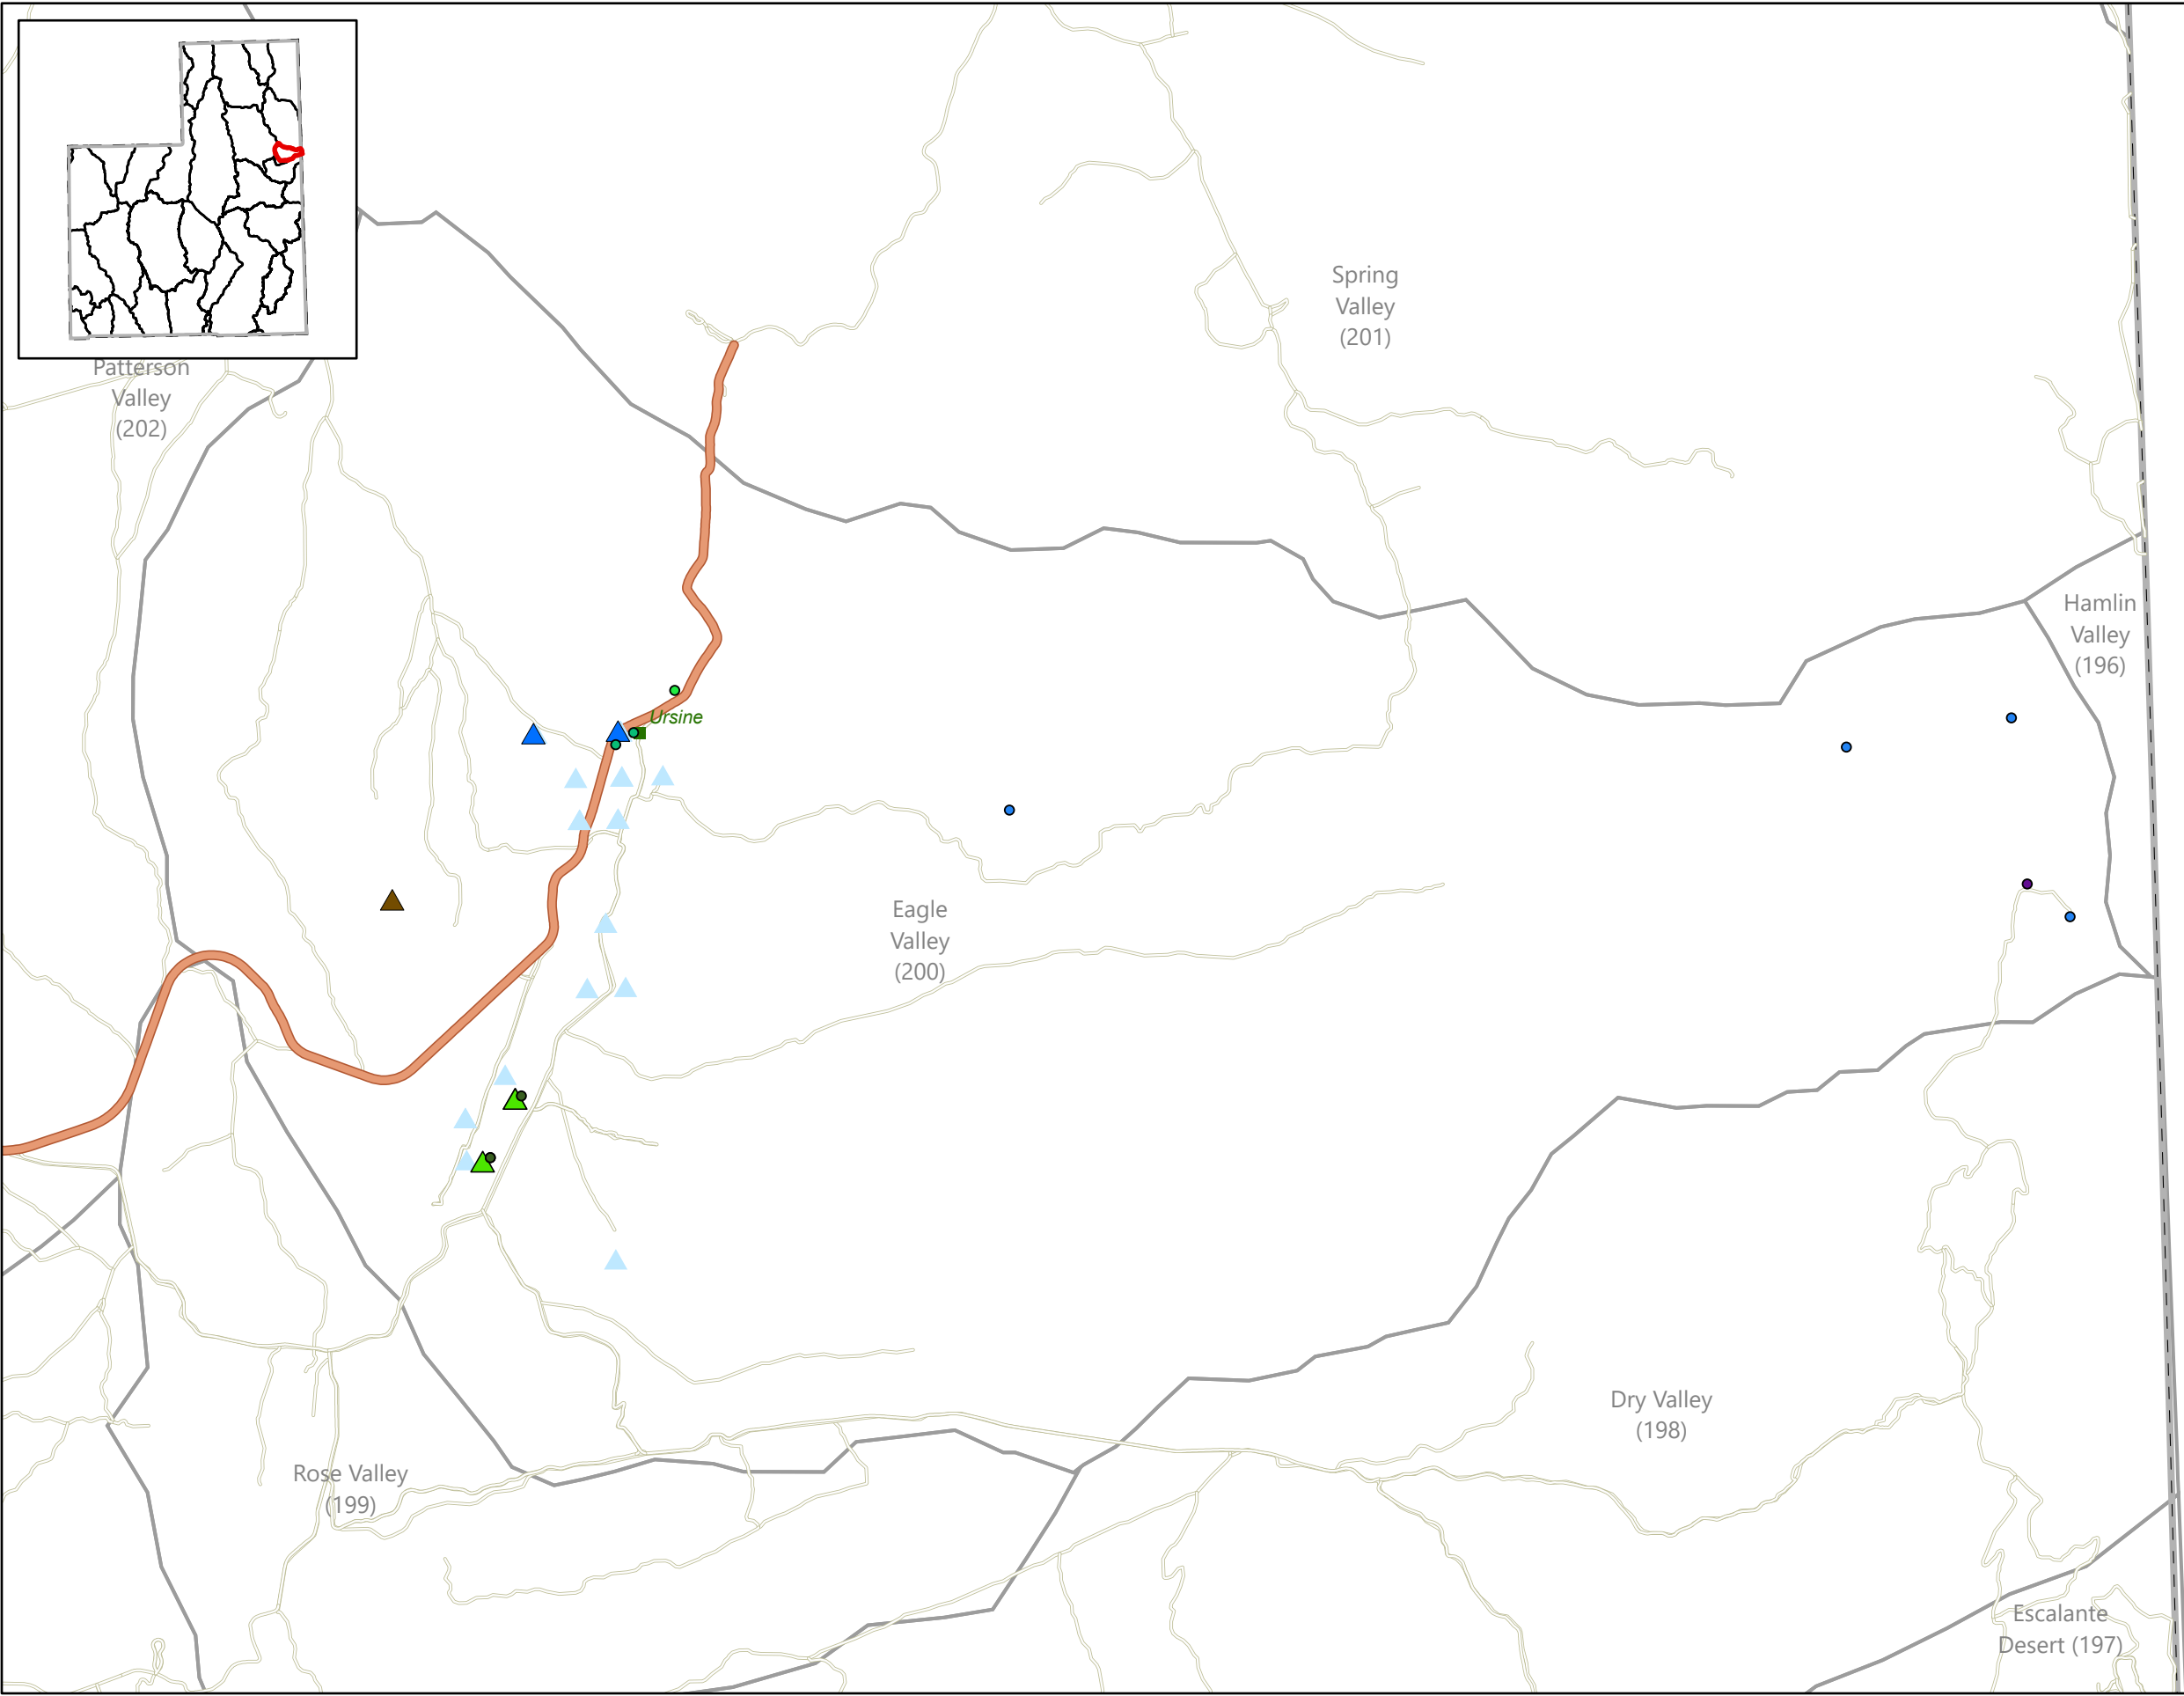 Spring
Valley
(201)
Patterson
Valley
(202)
Hamlin
Valley
(196)
Ursine
Eagle
Valley
(200)
Dry Valley
(198)
Rose Valley
(199)
Escalante
Desert (197)